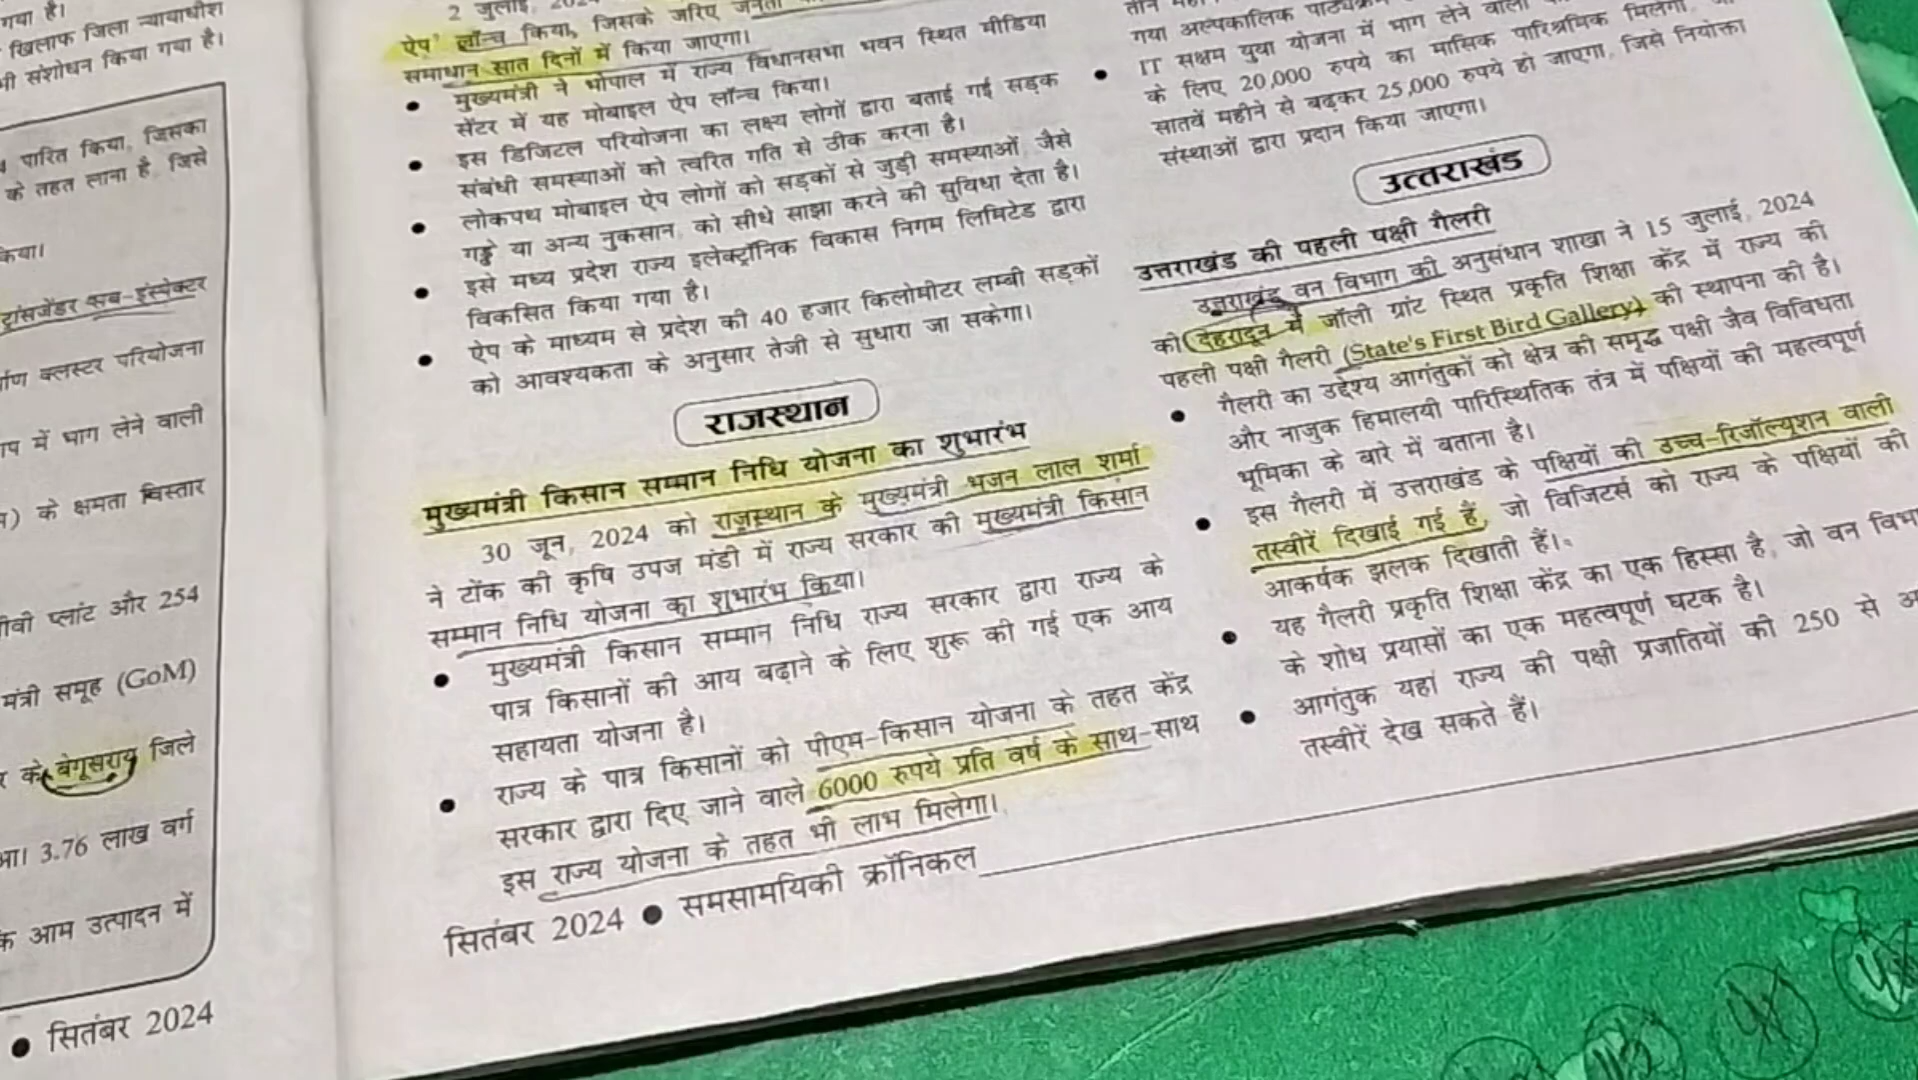 गया है।
खिलाफ जिला न्यायाधीश
भी संशोधन किया गया है।
पारित किया, जिसका
के तहत लाना है, जिसे
किया।
ट्रांसजेंडर सब-इंस्पेक्टर
क्लस्टर परियोजना
में भाग लेने वाली
के क्षमता विस्तार
प्लांट और 254
मंत्री समूह (GoM)
के बेगूसराय जिले
3.76 लाख वर्ग
आम उत्पादन में
● सितंबर 2024
2 जुलाई,
ऐप' लॉन्च किया, जिसके जरिए जनता
समाधान सात दिनों में किया जाएगा।
● मुख्यमंत्री ने भोपाल में राज्य विधानसभा भवन स्थित मीडिया
सेंटर में यह मोबाइल ऐप लॉन्च किया।
● इस डिजिटल परियोजना का लक्ष्य लोगों द्वारा बताई गई सड़क
संबंधी समस्याओं को त्वरित गति से ठीक करना है।
● लोकपथ मोबाइल ऐप लोगों को सड़कों से जुड़ी समस्याओं, जैसे
गड्ढे या अन्य नुकसान, को सीधे साझा करने की सुविधा देता है।
● इसे मध्य प्रदेश राज्य इलेक्ट्रॉनिक विकास निगम लिमिटेड द्वारा
विकसित किया गया है।
● ऐप के माध्यम से प्रदेश की 40 हजार किलोमीटर लम्बी सड़कों
को आवश्यकता के अनुसार तेजी से सुधारा जा सकेगा।
राजस्थान
मुख्यमंत्री किसान सम्मान निधि योजना का शुभारंभ
30 जून, 2024 को राजस्थान के मुख्यमंत्री भजन लाल शर्मा
ने टोंक की कृषि उपज मंडी में राज्य सरकार की मुख्यमंत्री किसान
सम्मान निधि योजना का शुभारंभ किया।
● मुख्यमंत्री किसान सम्मान निधि राज्य सरकार द्वारा राज्य के
पात्र किसानों की आय बढ़ाने के लिए शुरू की गई एक आय
सहायता योजना है।
● राज्य के पात्र किसानों को पीएम-किसान योजना के तहत केंद्र
सरकार द्वारा दिए जाने वाले 6000 रुपये प्रति वर्ष के साथ-साथ
इस राज्य योजना के तहत भी लाभ मिलेगा।
सितंबर 2024 ● समसामयिकी क्रॉनिकल
गया अल्पकालिक पाठ्यक्रम
● IT सक्षम युवा योजना में भाग लेने वालों
के लिए 20,000 रुपये का मासिक पारिश्रमिक मिलेगा,
सातवें महीने से बढ़कर 25,000 रुपये हो जाएगा, जिसे नियोक्ता
संस्थाओं द्वारा प्रदान किया जाएगा।
उत्तराखंड
उत्तराखंड की पहली पक्षी गैलरी
उत्तराखंड वन विभाग की अनुसंधान शाखा ने 15 जुलाई, 2024
को देहरादून में जॉली ग्रांट स्थित प्रकृति शिक्षा केंद्र में राज्य की
पहली पक्षी गैलरी (State's First Bird Gallery) की स्थापना की है।
● गैलरी का उद्देश्य आगंतुकों को क्षेत्र की समृद्ध पक्षी जैव विविधता
और नाजुक हिमालयी पारिस्थितिक तंत्र में पक्षियों की महत्वपूर्ण
भूमिका के बारे में बताना है।
● इस गैलरी में उत्तराखंड के पक्षियों की उच्च-रिजॉल्यूशन वाली
तस्वीरें दिखाई गई हैं, जो विजिटर्स को राज्य के पक्षियों की
आकर्षक झलक दिखाती हैं।
● यह गैलरी प्रकृति शिक्षा केंद्र का एक हिस्सा है, जो वन
के शोध प्रयासों का एक महत्वपूर्ण घटक है।
● आगंतुक यहां राज्य की पक्षी प्रजातियों की 250 से
तस्वीरें देख सकते हैं।